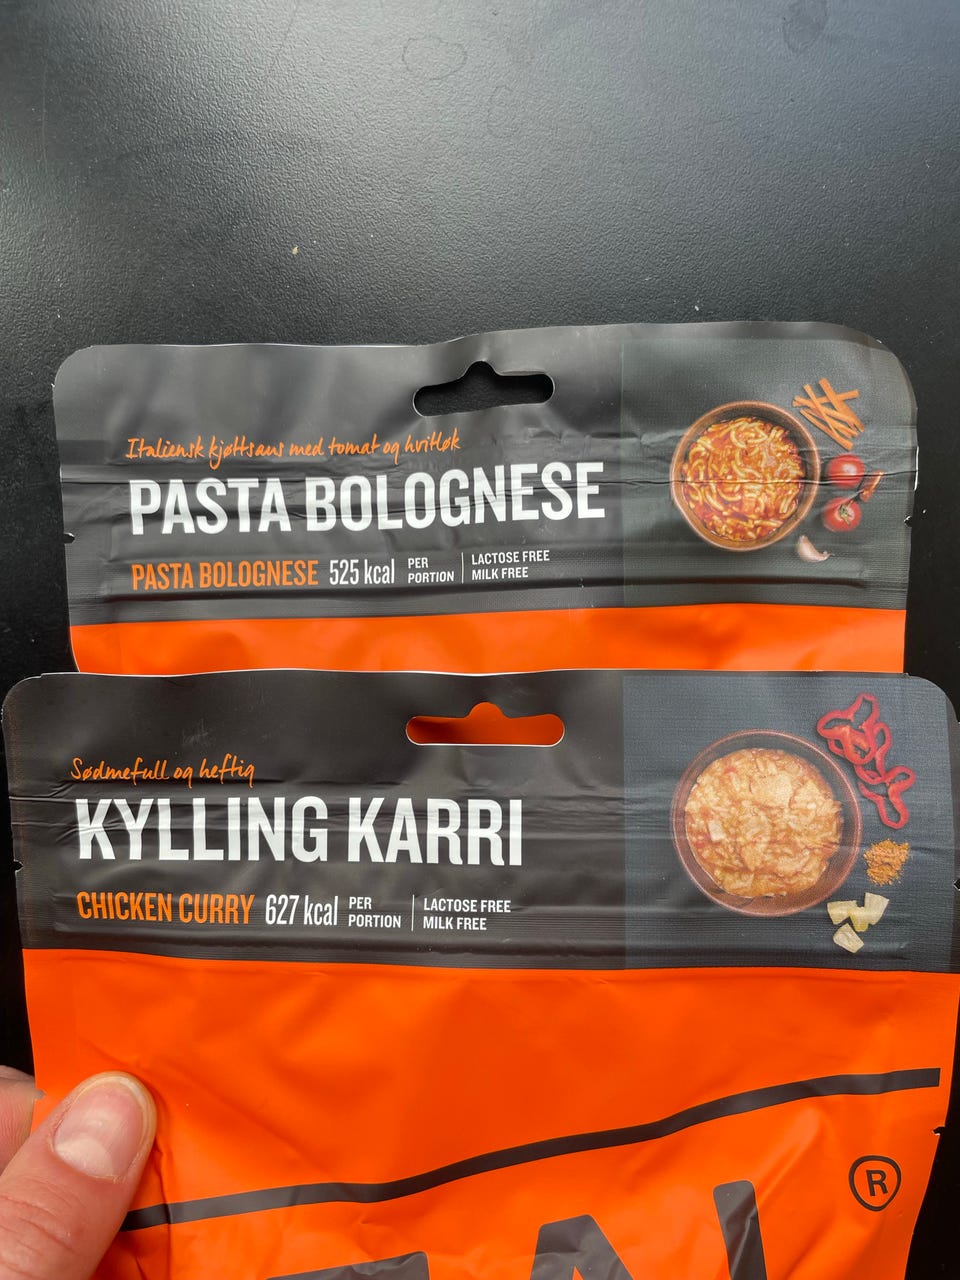 Italiensk kjøttsaus med tomat og hvitløk
PASTA BOLOGNESE
PASTA BOLOGNESE 525 kcal PER PORTION LACTOSE FREE MILK FREE
Sødmefull og heftig
KYLLING KARRI
CHICKEN CURRY 627 kcal PER PORTION LACTOSE FREE MILK FREE
®